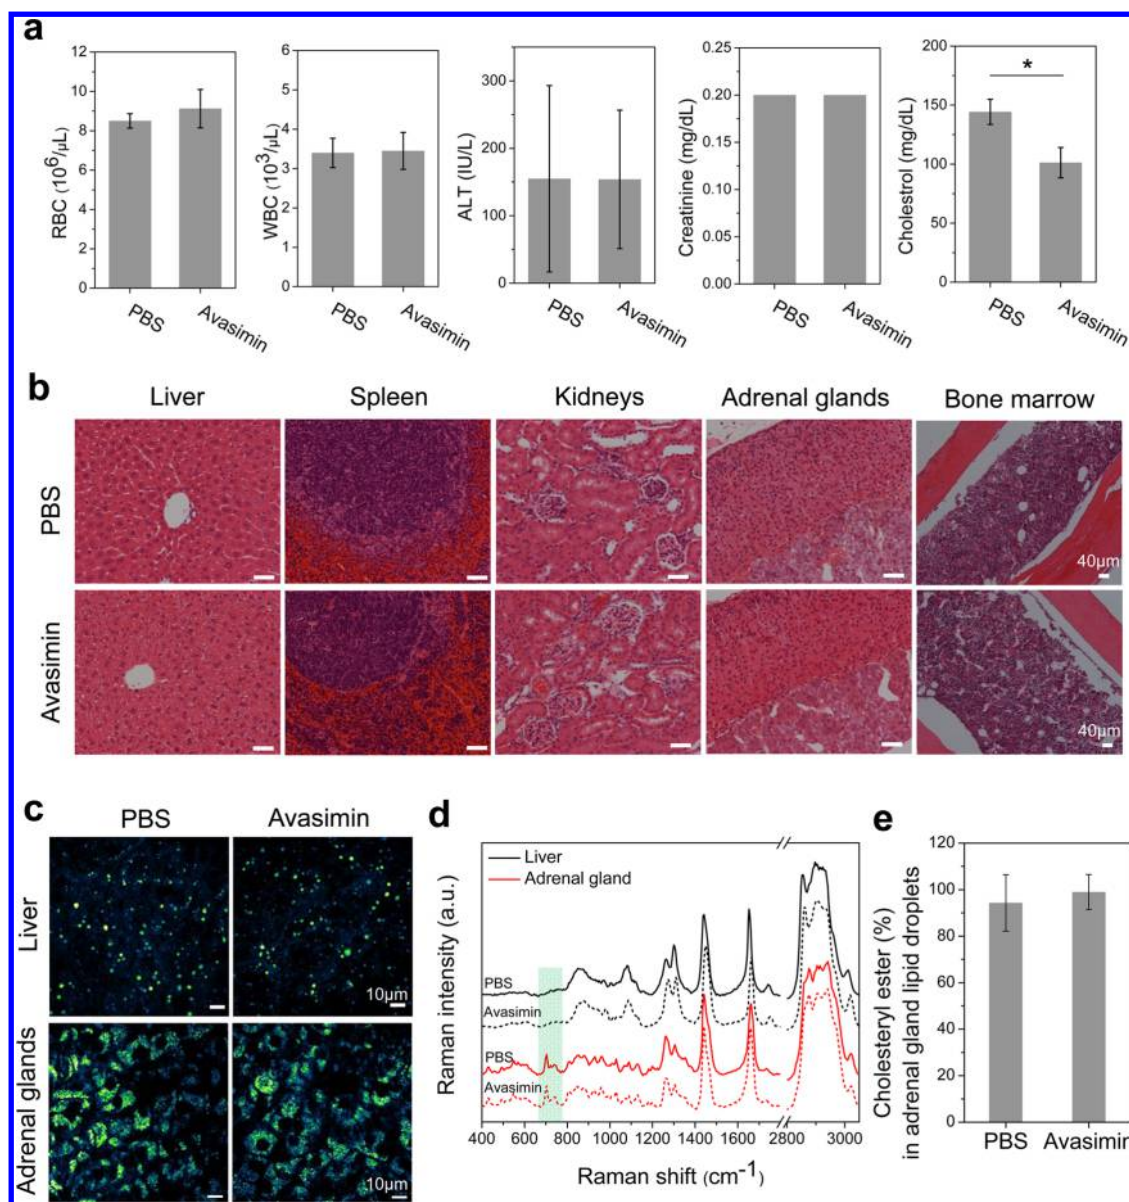 a
12
10
8
6
4
2
0
RBC (10⁶/μL)
PBS
Avasimin
6
5
4
3
2
1
0
WBC (10³/μL)
PBS
Avasimin
300
200
100
0
ALT (IU/L)
PBS
Avasimin
0.25
0.20
0.15
0.10
0.05
0.00
Creatinine (mg/dL)
PBS
Avasimin
200
150
100
50
0
Cholestrol (mg/dL)
*
PBS
Avasimin
b
Liver Spleen Kidneys Adrenal glands Bone marrow
PBS
40μm
Avasimin
40μm
c
PBS Avasimin
Liver
10μm
Adrenal glands
10μm
d
Liver
Adrenal gland
PBS
Avasimin
PBS
Avasimin
Raman intensity (a.u.)
400 600 800 1000 1200 1400 1600 2800 3000
Raman shift (cm⁻¹)
e
120
100
80
60
40
20
0
Cholesteryl ester (%)
in adrenal gland lipid droplets
PBS Avasimin